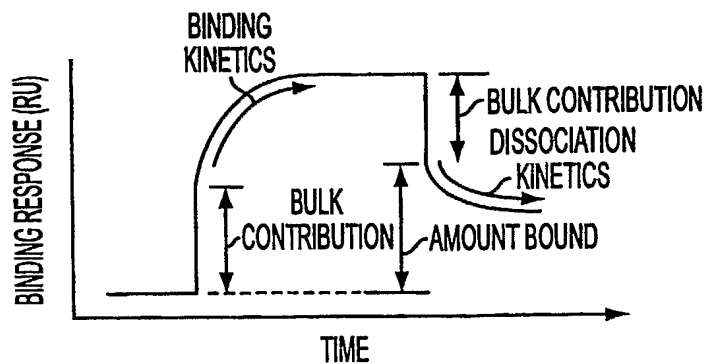 BINDING
KINETICS
BULK CONTRIBUTION
DISSOCIATION
KINETICS
BULK
CONTRIBUTION
AMOUNT BOUND
BINDING RESPONSE (RU)
TIME